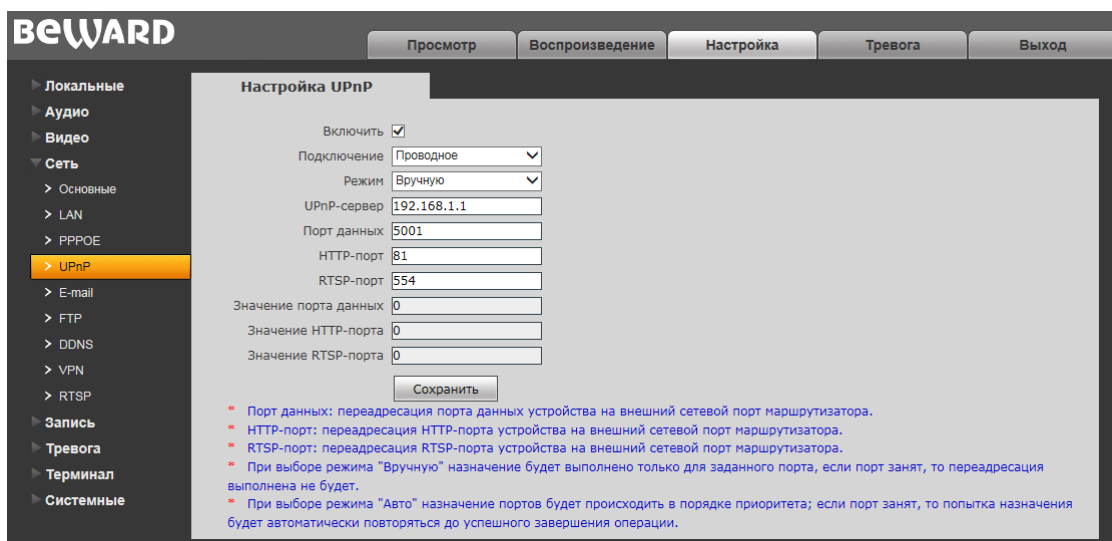 BEWARD
Просмотр
Воспроизведение
Настройка
Тревога
Выход
Локальные
Аудио
Видео
Сеть
Основные
LAN
PPPOE
UPnP
E-mail
FTP
DDNS
VPN
RTSP
Запись
Тревога
Терминал
Системные
Настройка UPnP
Включить
Подключение Проводное
Режим Вручную
UPnP-сервер 192.168.1.1
Порт данных 5001
HTTP-порт 81
RTSP-порт 554
Значение порта данных 0
Значение HTTP-порта 0
Значение RTSP-порта 0
Сохранить
* Порт данных: переадресация порта данных устройства на внешний сетевой порт маршрутизатора.
* HTTP-порт: переадресация HTTP-порта устройства на внешний сетевой порт маршрутизатора.
* RTSP-порт: переадресация RTSP-порта устройства на внешний сетевой порт маршрутизатора.
* При выборе режима "Вручную" назначение будет выполнено только для заданного порта, если порт занят, то переадресация
выполнена не будет.
* При выборе режима "Авто" назначение портов будет происходить в порядке приоритета; если порт занят, то попытка назначения
будет автоматически повторяться до успешного завершения операции.